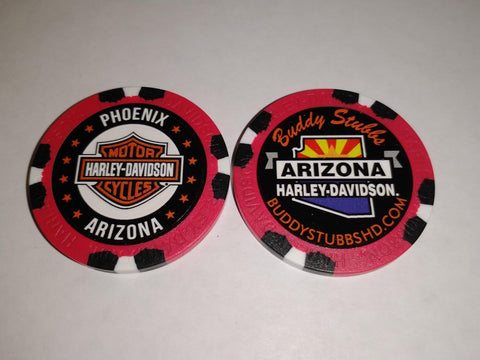 PHOENIX
MOTOR
HARLEY-DAVIDSON
CYCLES
ARIZONA
Buddy Stubbs
ARIZONA
HARLEY-DAVIDSON.
BUDDYSTUBBSHD.COM